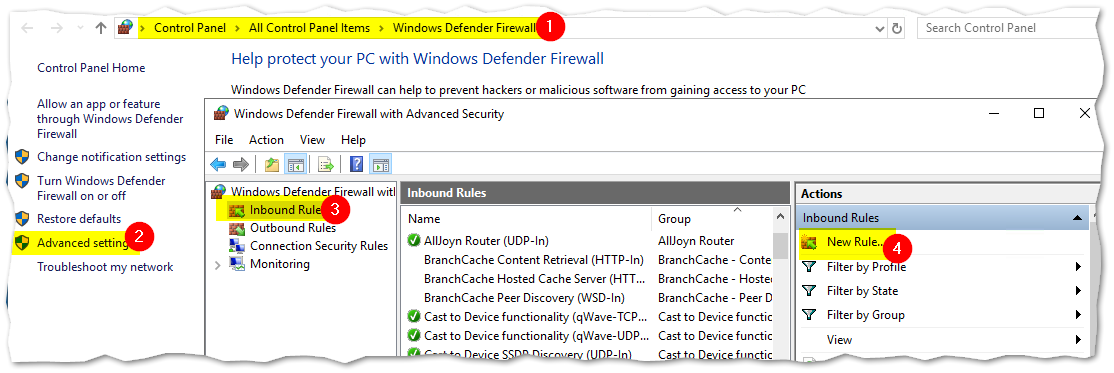 Control Panel > All Control Panel Items > Windows Defender Firewall 1
Search Control Panel
Control Panel Home
Allow an app or feature
through Windows Defender
Firewall
Change notification settings
Turn Windows Defender
Firewall on or off
Restore defaults
Advanced setting 2
Troubleshoot my network
Help protect your PC with Windows Defender Firewall
Windows Defender Firewall can help to prevent hackers or malicious software from gaining access to your PC
Windows Defender Firewall with Advanced Security
File Action View Help
Windows Defender Firewall with
Inbound Rules 3
Outbound Rules
Connection Security Rules
Monitoring
Inbound Rules
Name Group
AllJoyn Router (UDP-In) AllJoyn Router
BranchCache Content Retrieval (HTTP-In) BranchCache - Conte
BranchCache Hosted Cache Server (HTT... BranchCache - Hoste
BranchCache Peer Discovery (WSD-In) BranchCache - Peer D
Cast to Device functionality (qWave-TCP... Cast to Device functic
Cast to Device functionality (qWave-UDP... Cast to Device functic
Cast to Device SSDP Discovery (UDP-In) Cast to Device functic
Actions
Inbound Rules
New Rule... 4
Filter by Profile
Filter by State
Filter by Group
View